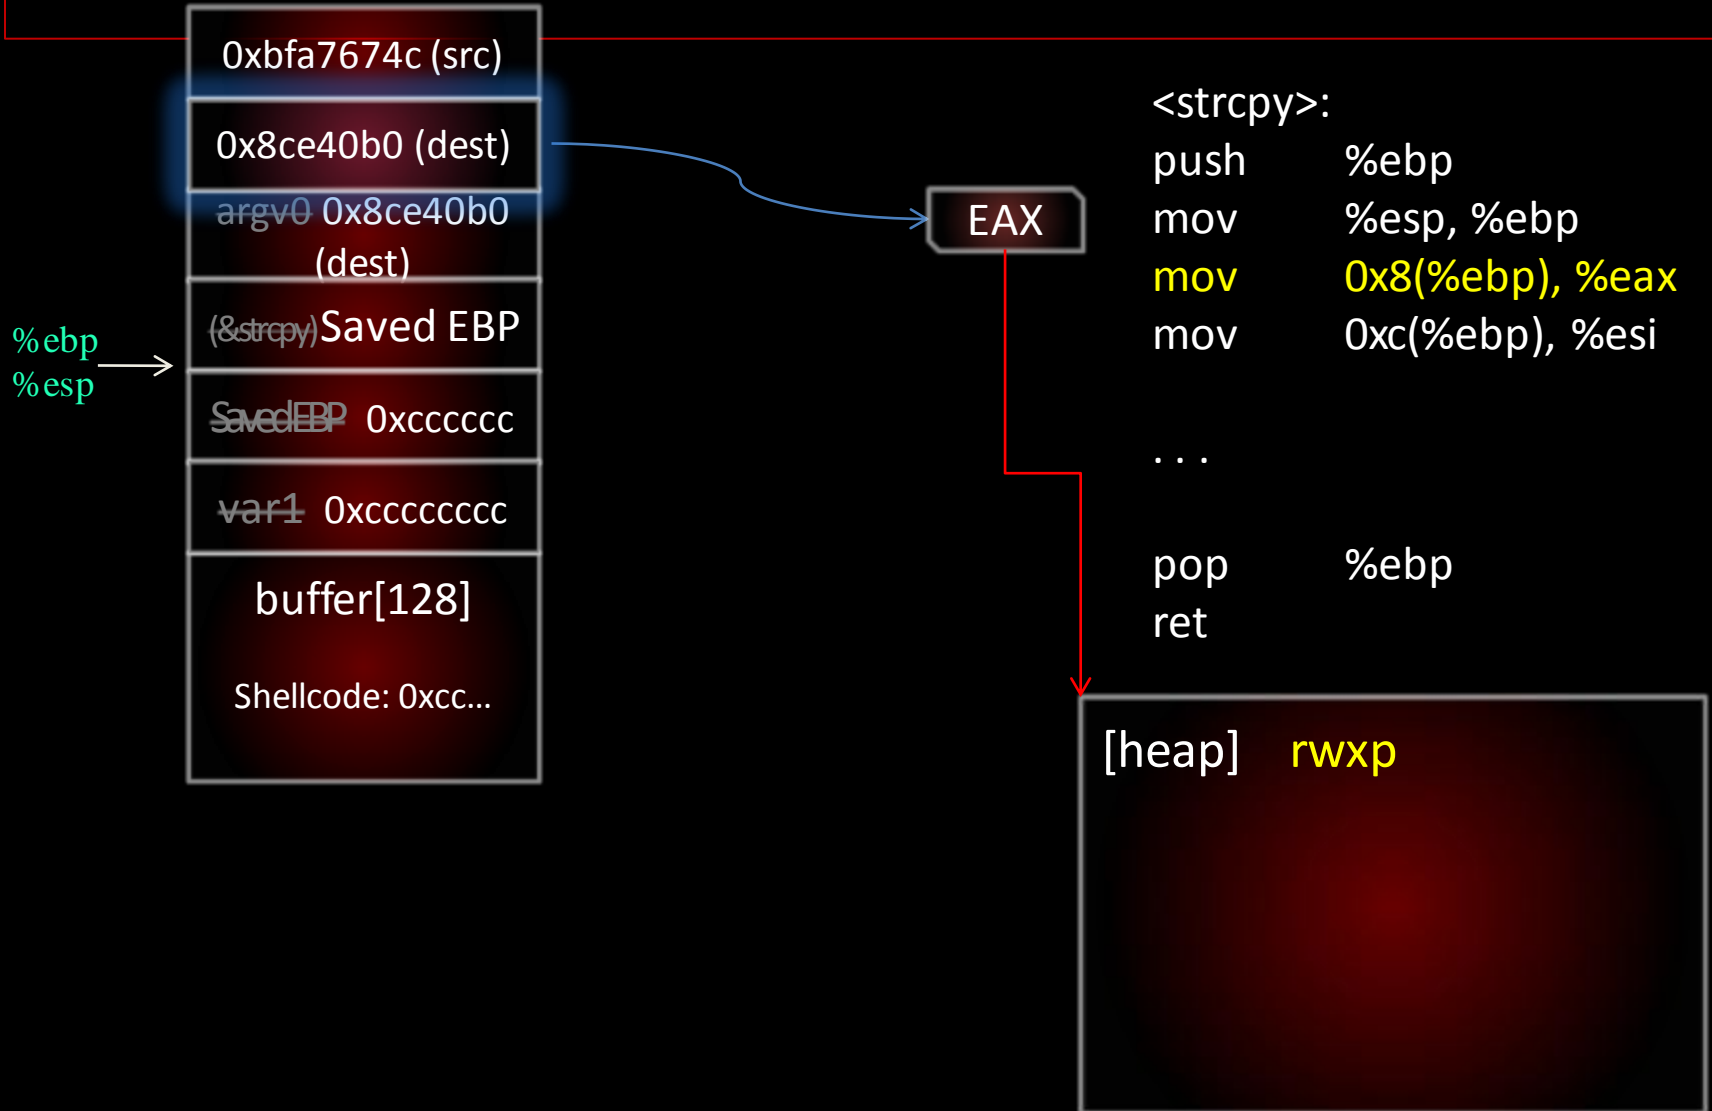 0xbfa7674c (src)
0x8ce40b0 (dest)
argv0 0x8ce40b0
(dest)
(&strcpy) Saved EBP
Saved EBP 0xcccccc
var1 0xcccccccc
buffer[128]
Shellcode: 0xcc...
%ebp
%esp
EAX
<strcpy>:
push %ebp
mov %esp, %ebp
mov 0x8(%ebp), %eax
mov 0xc(%ebp), %esi
. . .
pop %ebp
ret
[heap] rwxp